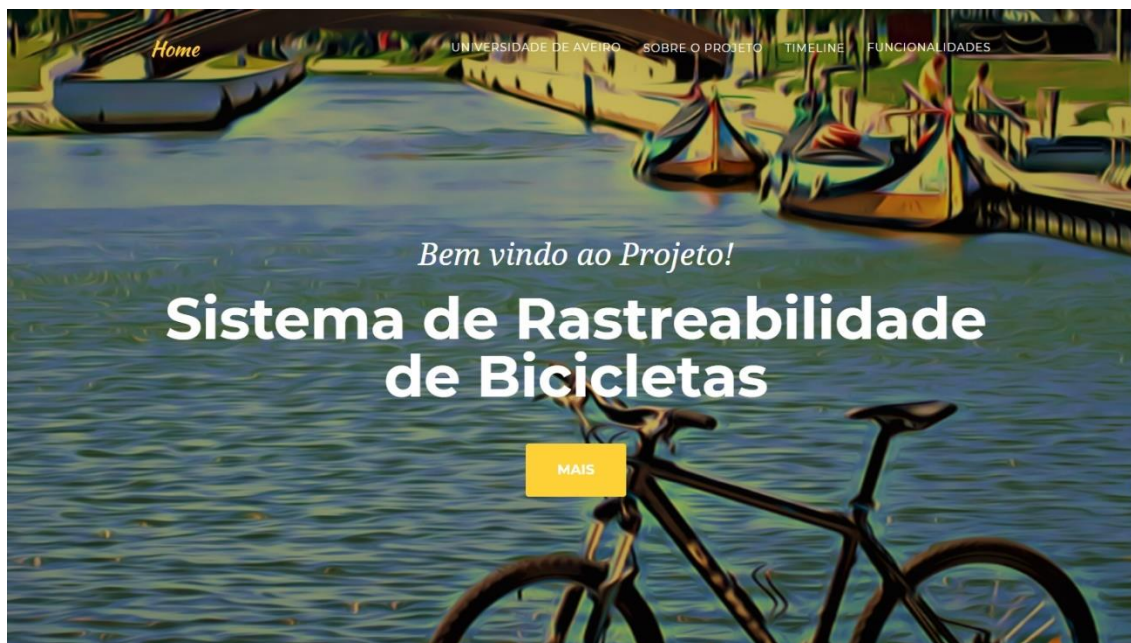 Home
UNIVERSIDADE DE AVEIRO SOBRE O PROJETO TIMELINE FUNCIONALIDADES
Bem vindo ao Projeto!
Sistema de Rastreabilidade
de Bicicletas
MAIS